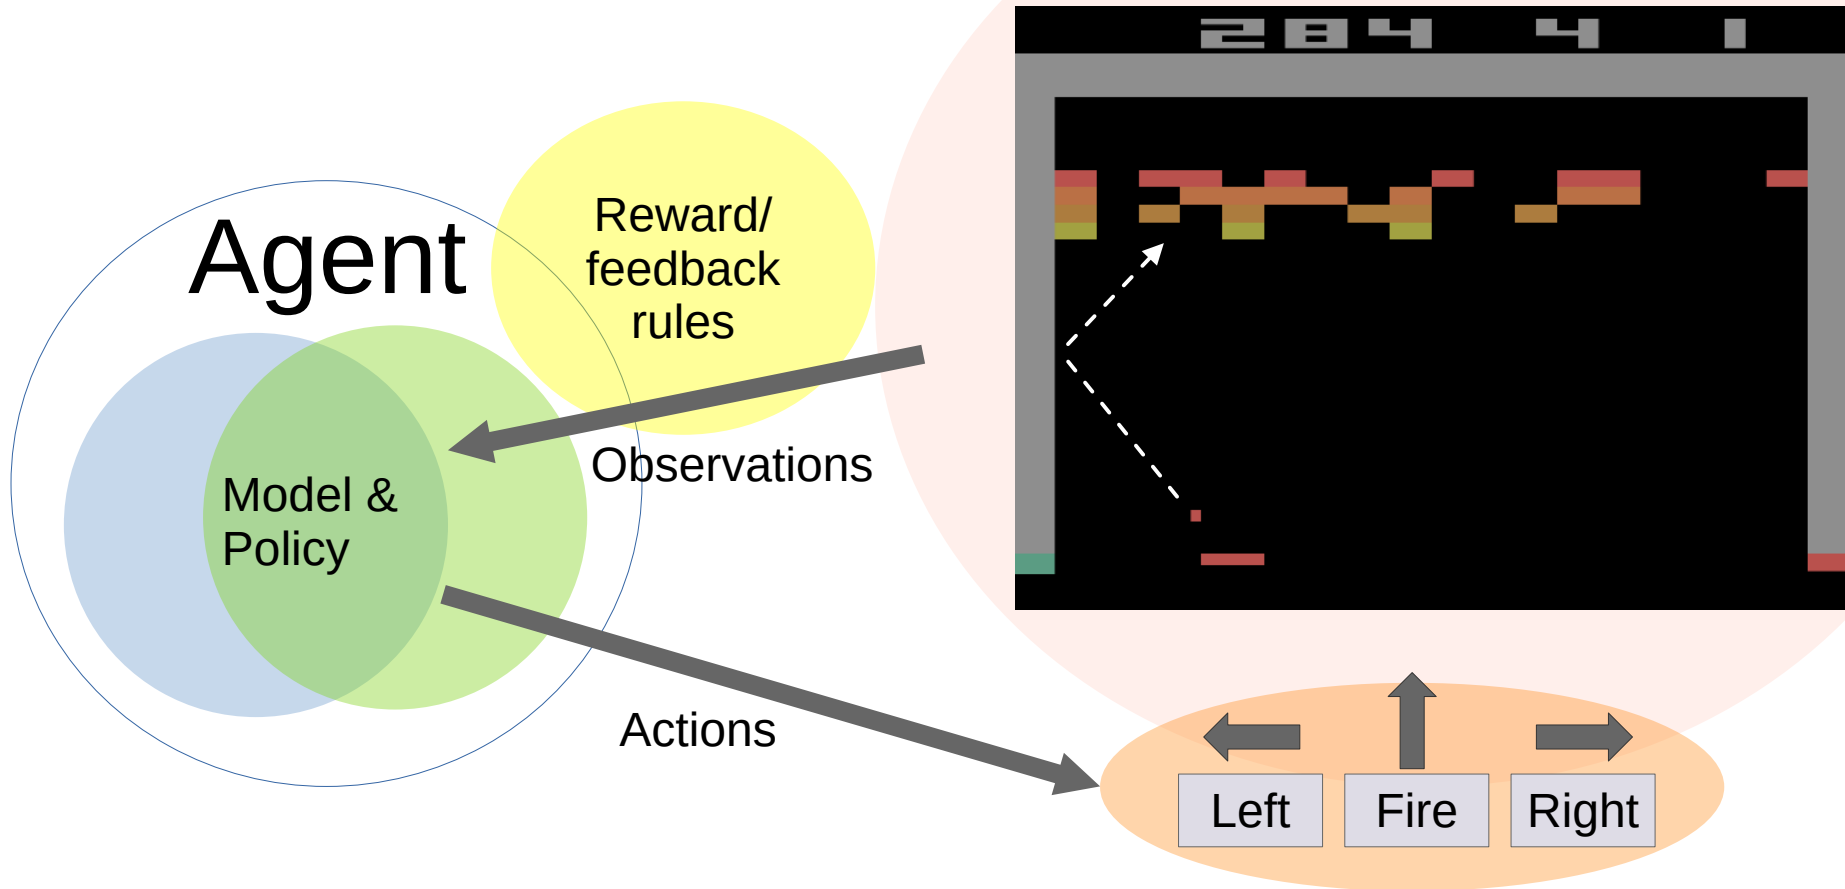 284 4 1
Agent
Reward/
feedback
rules
Observations
Model &
Policy
Actions
Left Fire Right